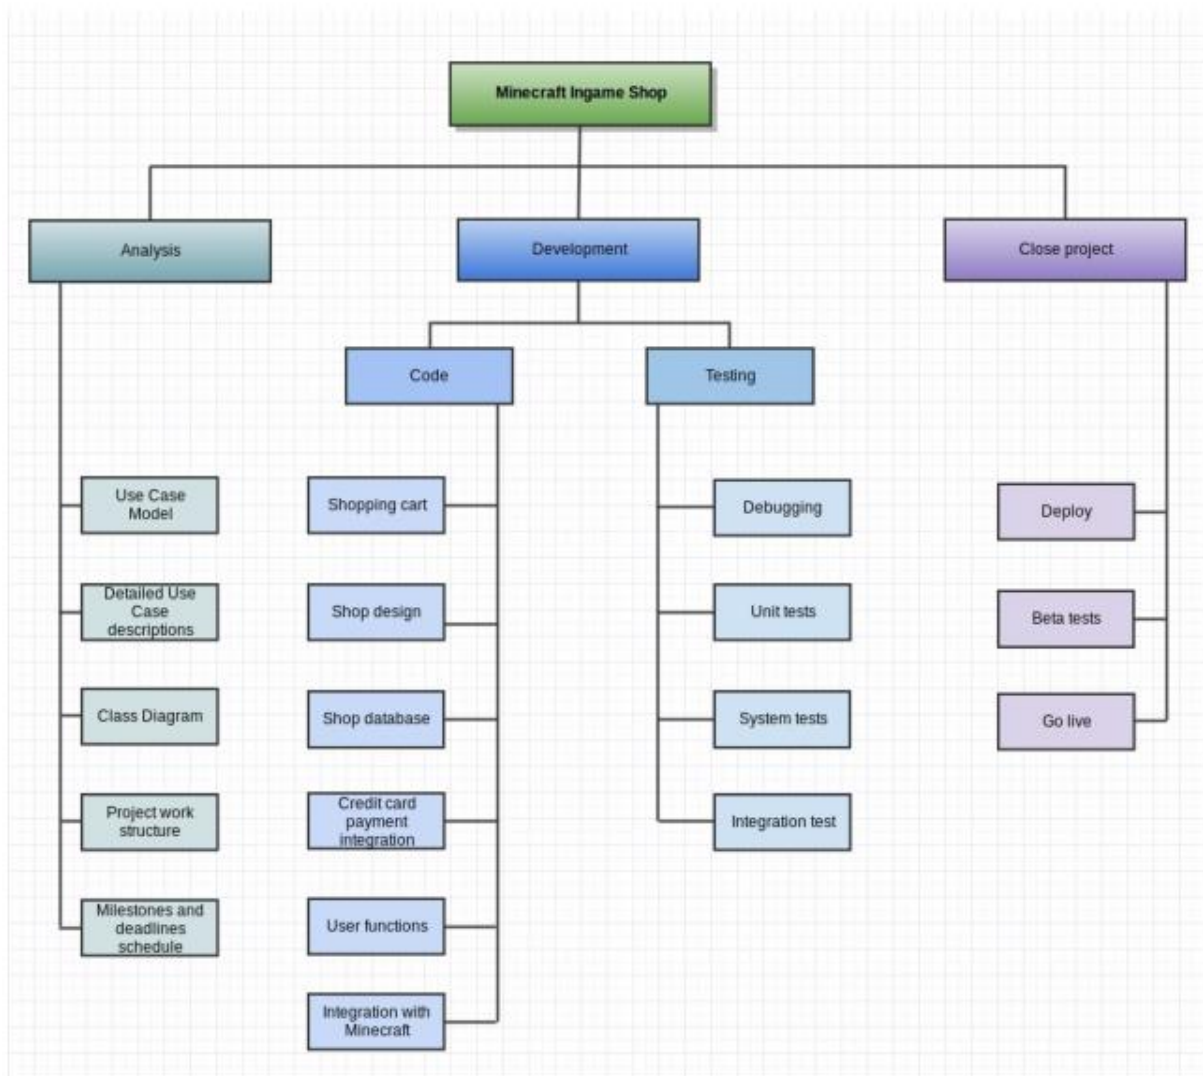 Minecraft Ingame Shop
Analysis
Development
Close project
Code
Testing
Use Case
Model
Detailed Use
Case
descriptions
Class Diagram
Project work
structure
Milestones and
deadlines
schedule
Shopping cart
Shop design
Shop database
Credit card
payment
integration
User functions
Integration with
Minecraft
Debugging
Unit tests
System tests
Integration test
Deploy
Beta tests
Go live